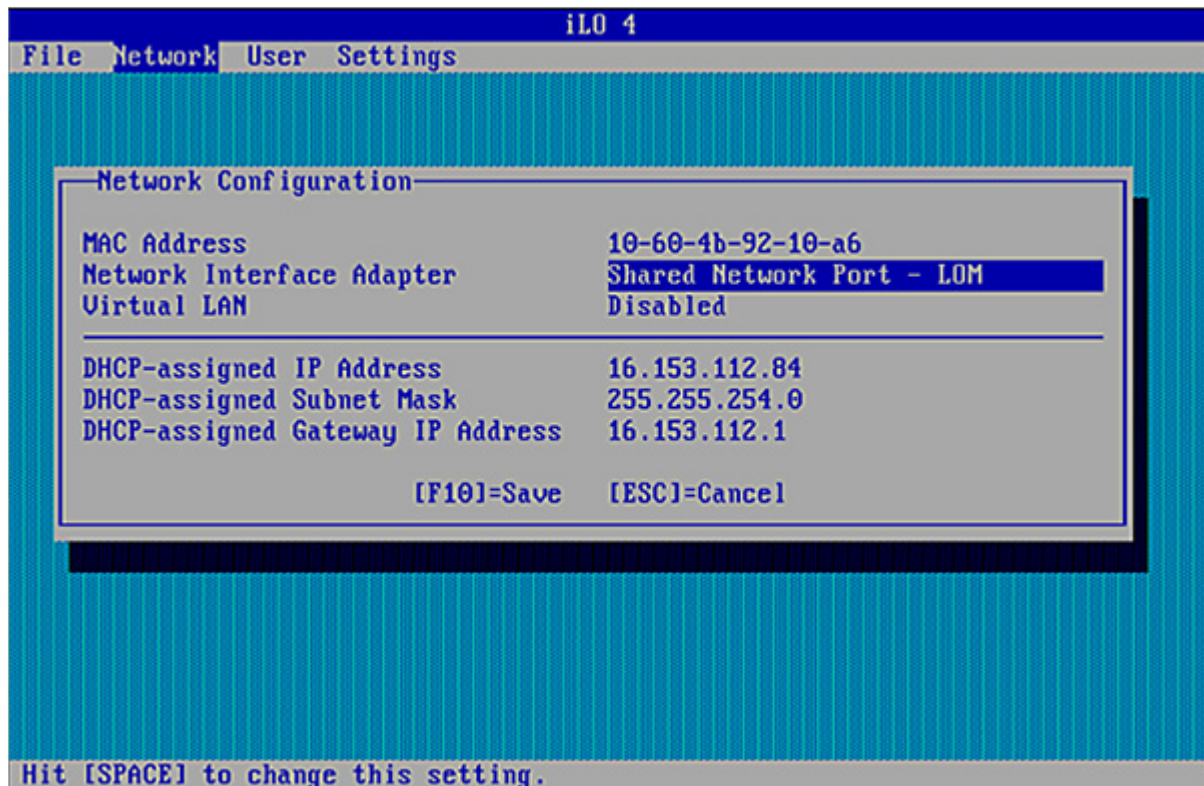 iLO 4
File Network User Settings
Network Configuration
MAC Address 10-60-4b-92-10-a6
Network Interface Adapter Shared Network Port - LOM
Virtual LAN Disabled
DHCP-assigned IP Address 16.153.112.84
DHCP-assigned Subnet Mask 255.255.254.0
DHCP-assigned Gateway IP Address 16.153.112.1
[F10]=Save [ESC]=Cancel
Hit [SPACE] to change this setting.